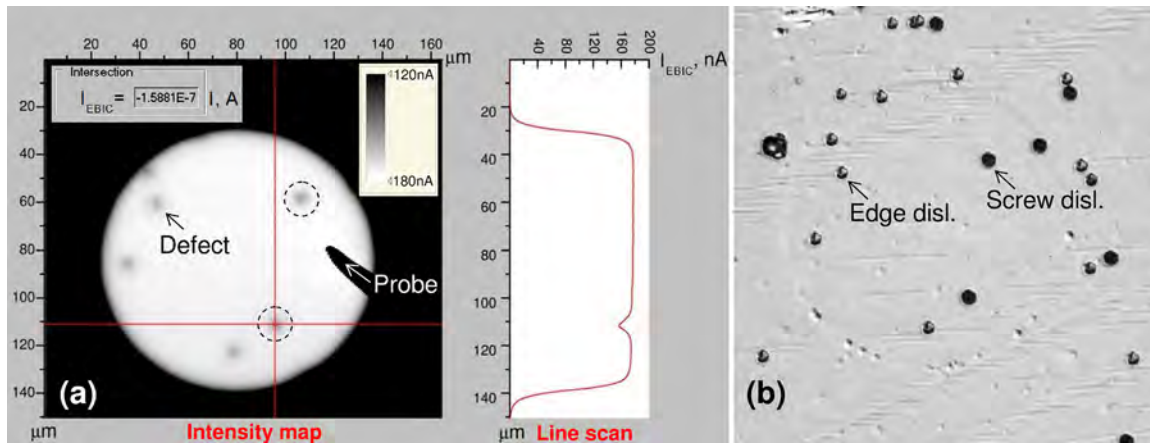 20 40 60 80 100 120 140 160
μm
40 80 120 160 200
I_EBIC, nA
Intersection
I_EBIC = -1.5881E-7 I, A
120nA
180nA
20
40
60
80
100
120
140
Defect
Probe
(a)
μm
Intensity map
20
40
60
80
100
120
140
μm
Line scan
Edge disl.
Screw disl.
(b)